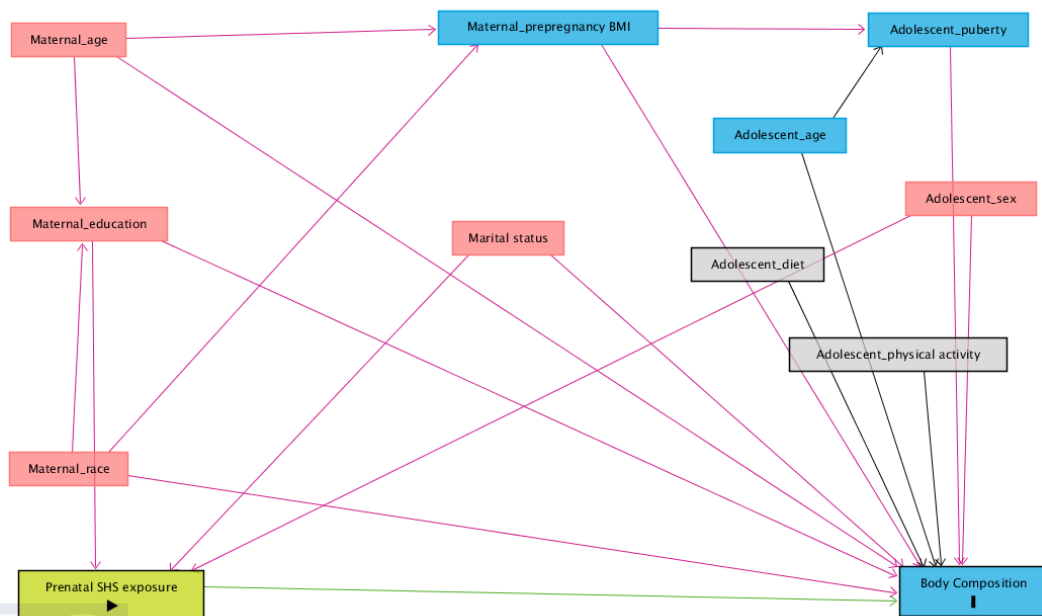 Maternal_age
Maternal_prepregnancy BMI
Adolescent_puberty
Adolescent_age
Adolescent_sex
Maternal_education
Marital status
Adolescent_diet
Adolescent_physical activity
Maternal_race
Prenatal SHS exposure
Body Composition